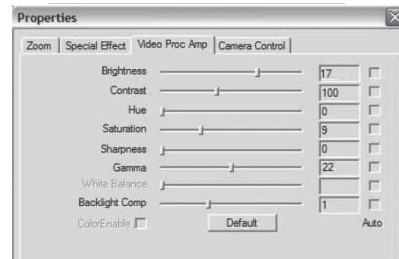 Properties
Zoom Special Effect Video Proc Amp Camera Control
Brightness 17
Contrast 100
Hue 0
Saturation 9
Sharpness 0
Gamma 22
White Balance
Backlight Comp 1
ColorEnable Default Auto